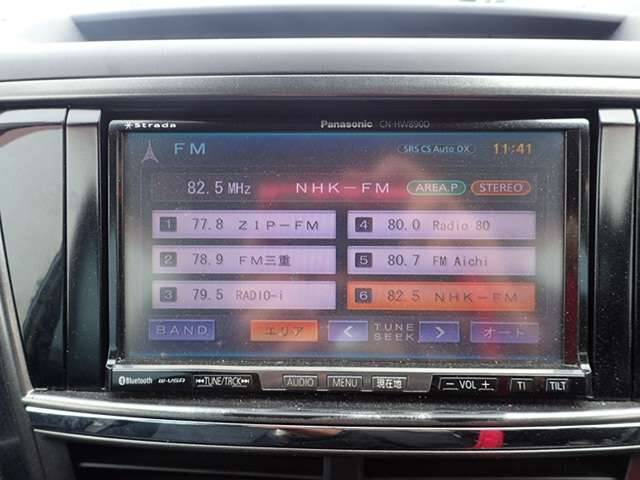 Strada Panasonic CN-HW890D
FM SRS CS Auto OX 11:41
82.5 MHz NHK-FM AREA.P STEREO
1 77.8 ZIP-FM
2 78.9 FM三重
3 79.5 RADIO-i
4 80.0 Radio 80
5 80.7 FM Aichi
6 82.5 NHK-FM
BAND エリア < TUNE SEEK > オート
Bluetooth TUNE/TRCK AUDIO MENU 現在地 − VOL + TILT